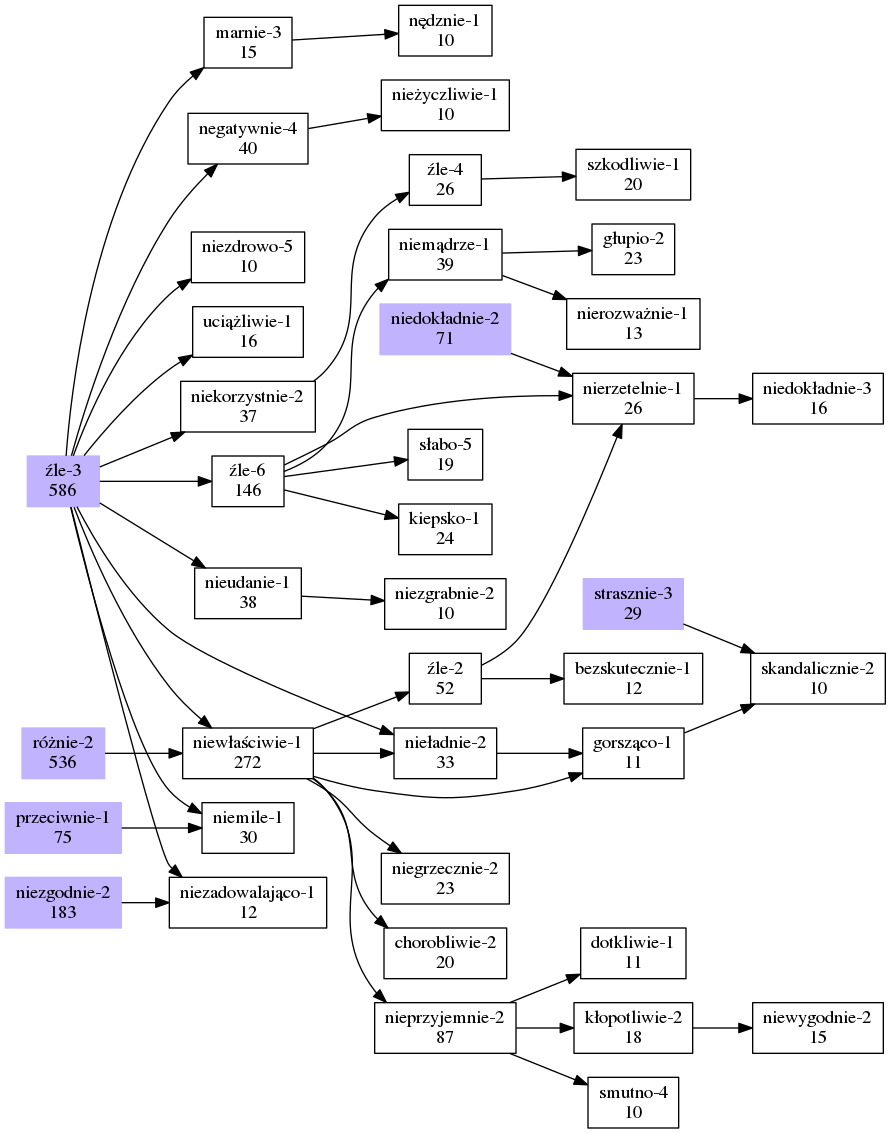 marnie-3
15
nędznie-1
10
negatywnie-4
40
nieżyczliwie-1
10
źle-4
26
szkodliwie-1
20
niezdrowo-5
10
niemądrze-1
39
głupio-2
23
uciążliwie-1
16
niedokładnie-2
71
nierozważnie-1
13
niekorzystnie-2
37
nierzetelnie-1
26
niedokładnie-3
16
źle-3
586
źle-6
146
słabo-5
19
kiepsko-1
24
nieudanie-1
38
niezgrabnie-2
10
strasznie-3
29
źle-2
52
bezskutecznie-1
12
skandalicznie-2
10
różnie-2
536
niewłaściwie-1
272
nieładnie-2
33
gorsząco-1
11
przeciwnie-1
75
niemile-1
30
niegrzecznie-2
23
niezgodnie-2
183
niezadowalająco-1
12
chorobliwie-2
20
dotkliwie-1
11
nieprzyjemnie-2
87
kłopotliwie-2
18
niewygodnie-2
15
smutno-4
10